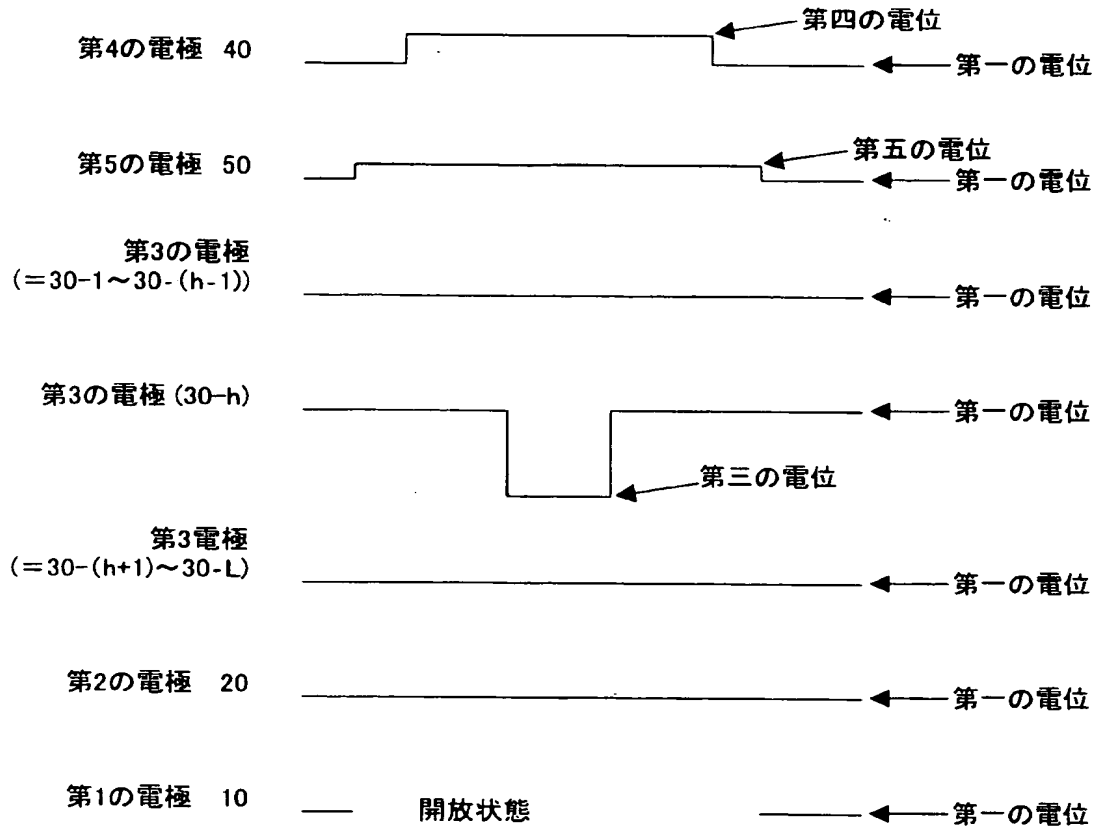 第四の電位
第4の電極 40
第一の電位
第五の電位
第5の電極 50
第一の電位
第3の電極
(=30-1~30-(h-1))
第一の電位
第3の電極(30-h)
第一の電位
第三の電位
第3電極
(=30-(h+1)~30-L)
第一の電位
第2の電極 20
第一の電位
第1の電極 10
開放状態
第一の電位